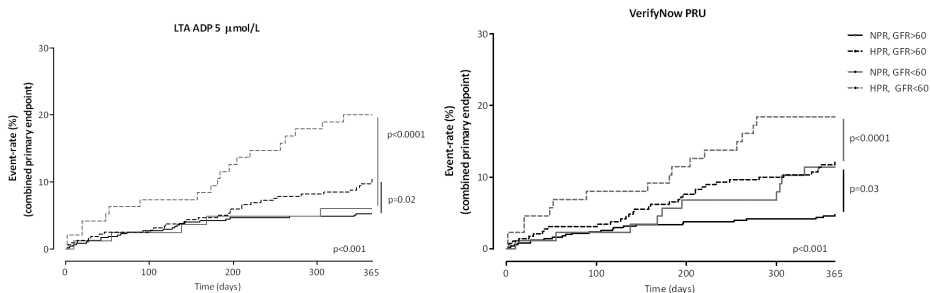 LTA ADP 5 μmol/L
Event-rate (%)
(combined primary endpoint)
30
20
10
0
0
100
200
300
365
Time (days)
p<0.0001
p=0.02
p<0.001
VerifyNow PRU
Event-rate (%)
(combined primary endpoint)
30
20
10
0
0
100
200
300
365
Time (days)
p<0.0001
p=0.03
p<0.001
NPR, GFR>60
HPR, GFR>60
NPR, GFR<60
HPR, GFR<60